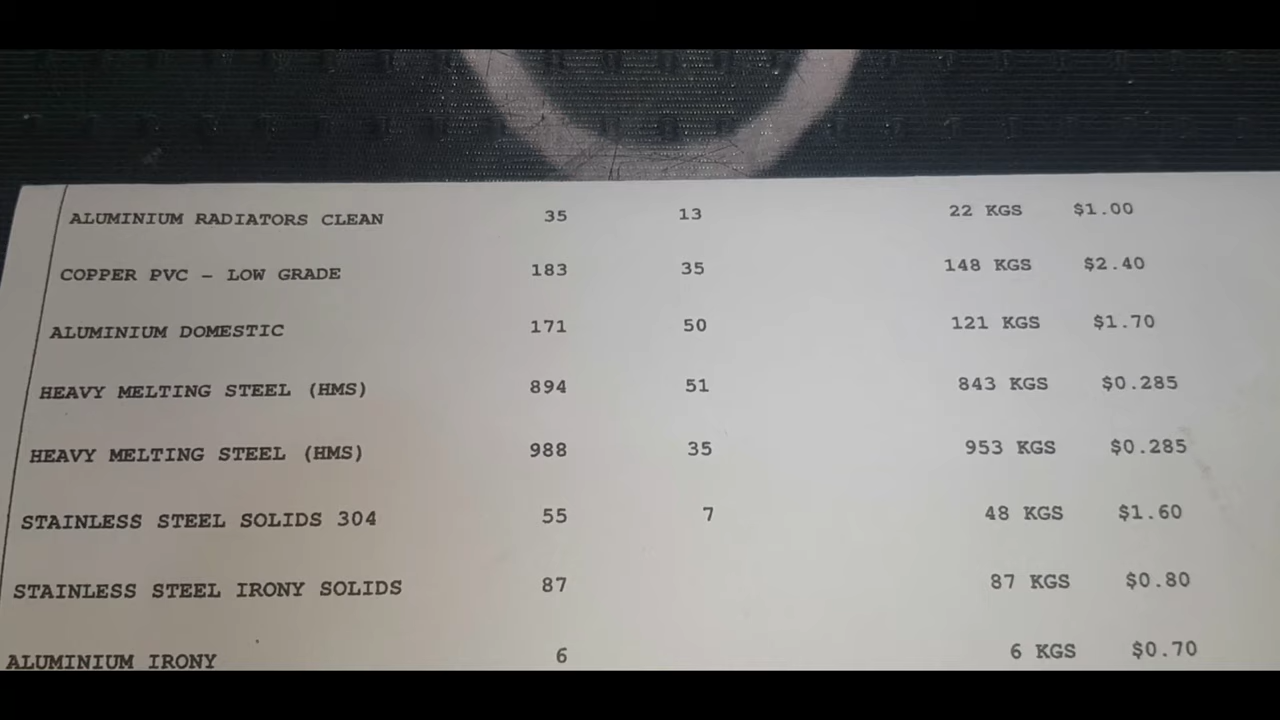 ALUMINIUM RADIATORS CLEAN 35 13 22 KGS $1.00
COPPER PVC - LOW GRADE 183 35 148 KGS $2.40
ALUMINIUM DOMESTIC 171 50 121 KGS $1.70
HEAVY MELTING STEEL (HMS) 894 51 843 KGS $0.285
HEAVY MELTING STEEL (HMS) 988 35 953 KGS $0.285
STAINLESS STEEL SOLIDS 304 55 7 48 KGS $1.60
STAINLESS STEEL IRONY SOLIDS 87 87 KGS $0.80
ALUMINIUM IRONY 6 6 KGS $0.70